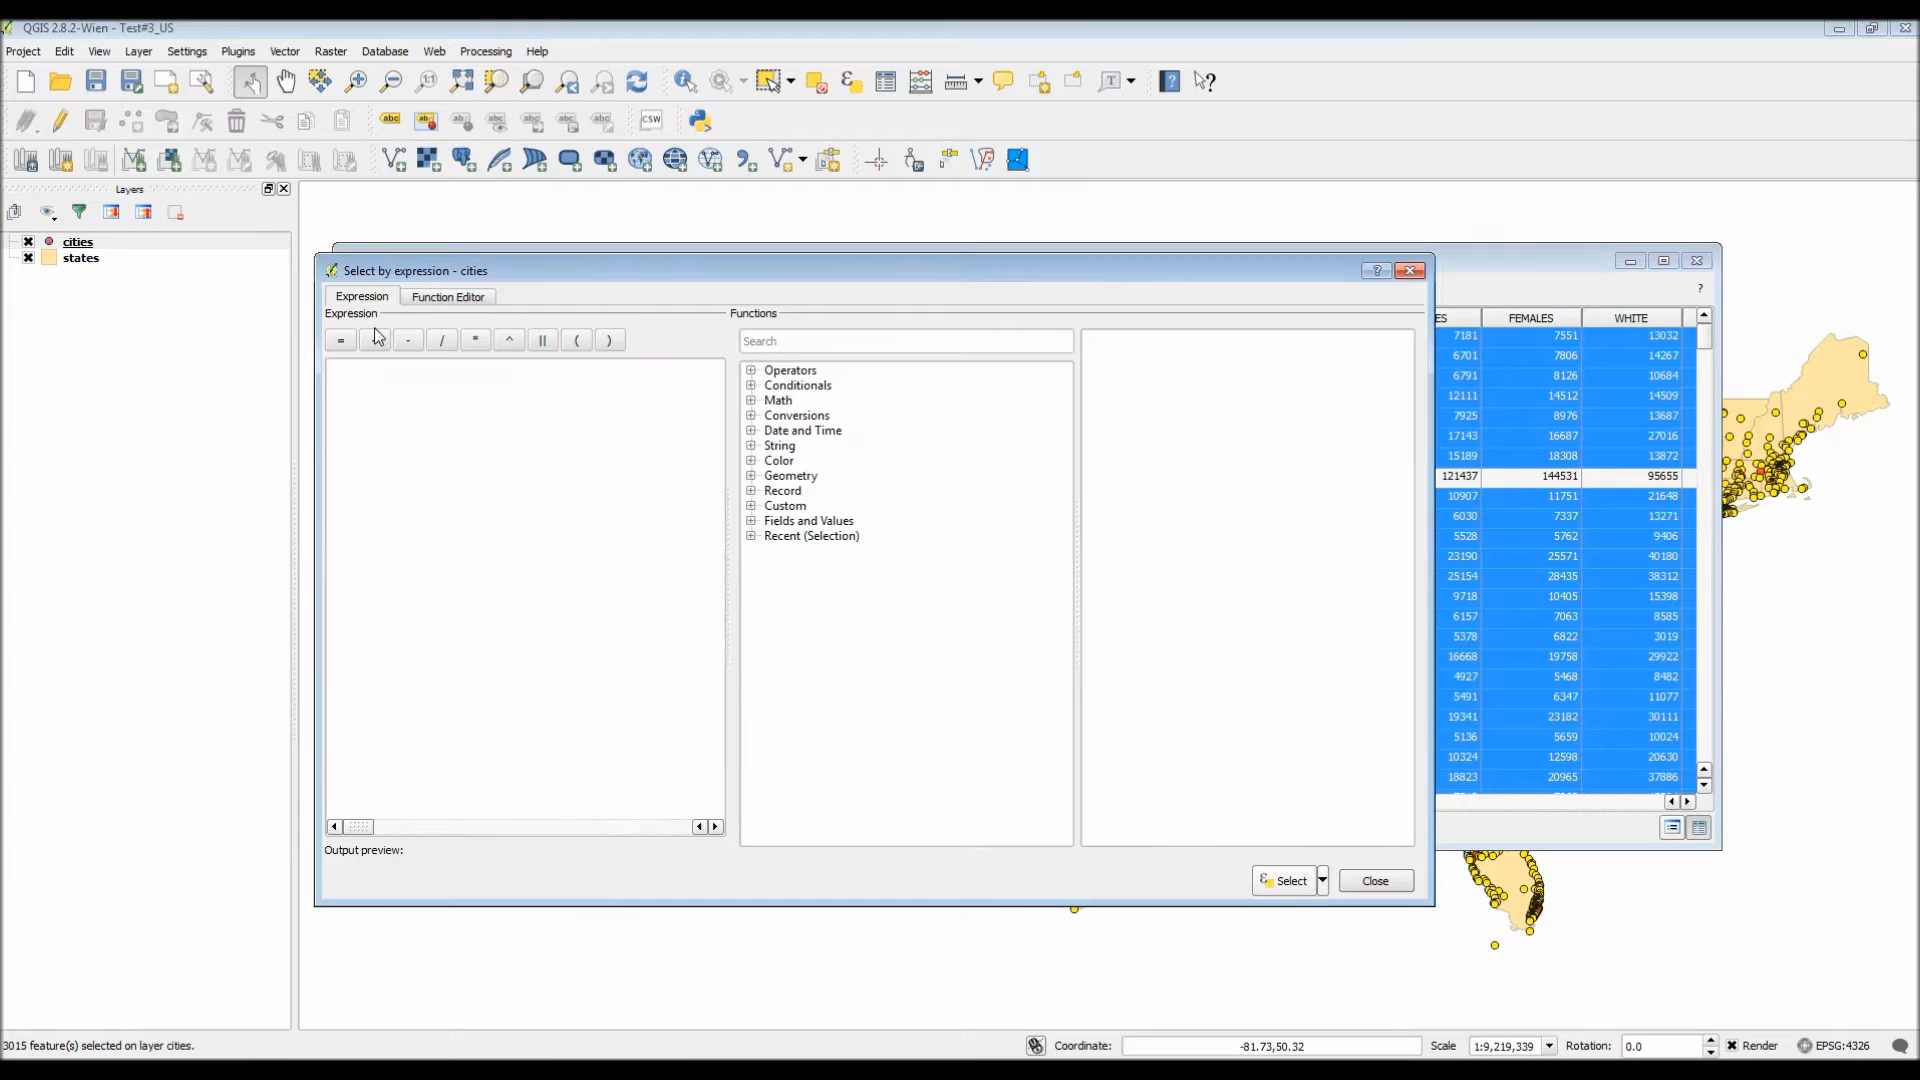 QGIS 2.8.2-Wien - Test#3_US
Project Edit View Layer Settings Plugins Vector Raster Database Web Processing Help
CSW
Layers
cities
states
Select by expression - cities
Expression Function Editor
Expression
= - / * ^ || ( )
Functions
Search
Operators
Conditionals
Math
Conversions
Date and Time
String
Color
Geometry
Record
Custom
Fields and Values
Recent (Selection)
Output preview:
Select
Close
?
ES FEMALES WHITE
7181 7551 13032
6701 7806 14267
6791 8126 10684
12111 14512 14509
7925 8976 13687
17143 16687 27016
15189 18308 13872
121437 144531 95655
10907 11751 21648
6030 7337 13271
5528 5762 9406
23190 25571 40180
25154 28435 38312
9718 10405 15398
6157 7063 8585
5378 6822 3019
16668 19758 29922
4927 5468 8482
5491 6347 11077
19341 23182 30111
5136 5659 10024
10324 12598 20630
18823 20965 37886
3015 feature(s) selected on layer cities.
Coordinate: -81.73,50.32 Scale 1:9,219,339 Rotation: 0.0 Render EPSG:4326